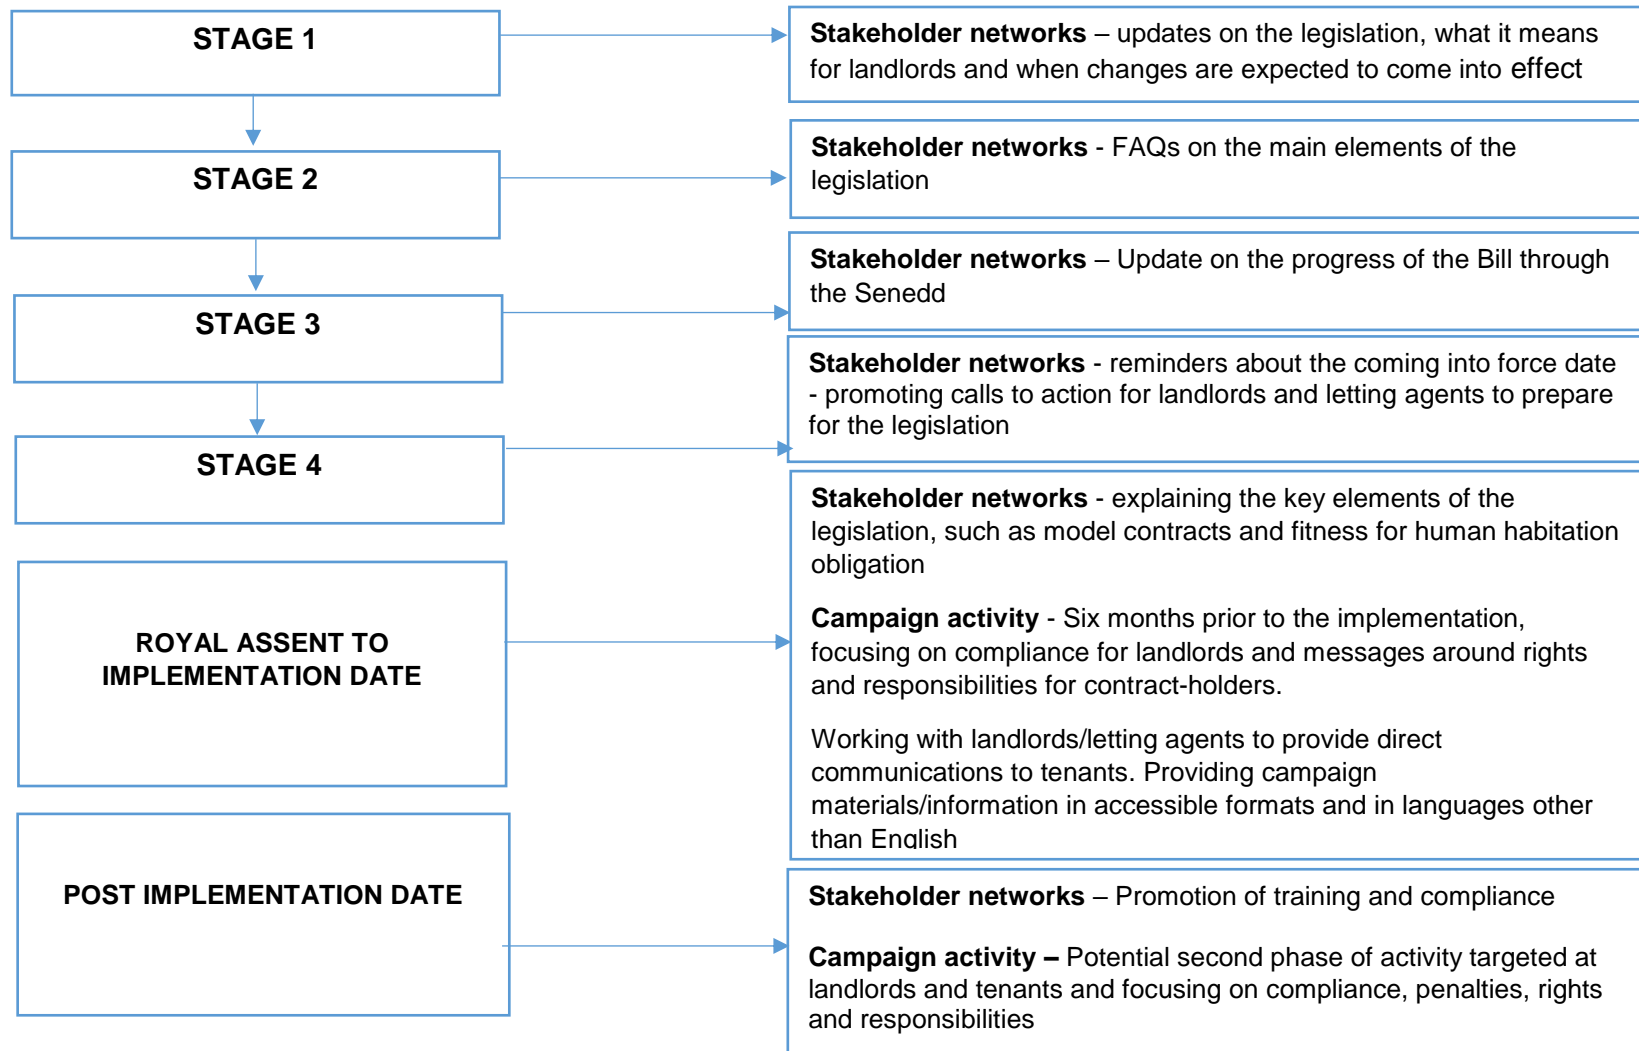 STAGE 1
Stakeholder networks – updates on the legislation, what it means
for landlords and when changes are expected to come into effect
STAGE 2
Stakeholder networks - FAQs on the main elements of the
legislation
STAGE 3
Stakeholder networks – Update on the progress of the Bill through
the Senedd
STAGE 4
Stakeholder networks - reminders about the coming into force date
- promoting calls to action for landlords and letting agents to prepare
for the legislation
ROYAL ASSENT TO
IMPLEMENTATION DATE
Stakeholder networks - explaining the key elements of the
legislation, such as model contracts and fitness for human habitation
obligation
Campaign activity - Six months prior to the implementation,
focusing on compliance for landlords and messages around rights
and responsibilities for contract-holders.
Working with landlords/letting agents to provide direct
communications to tenants. Providing campaign
materials/information in accessible formats and in languages other
than English
POST IMPLEMENTATION DATE
Stakeholder networks – Promotion of training and compliance
Campaign activity – Potential second phase of activity targeted at
landlords and tenants and focusing on compliance, penalties, rights
and responsibilities